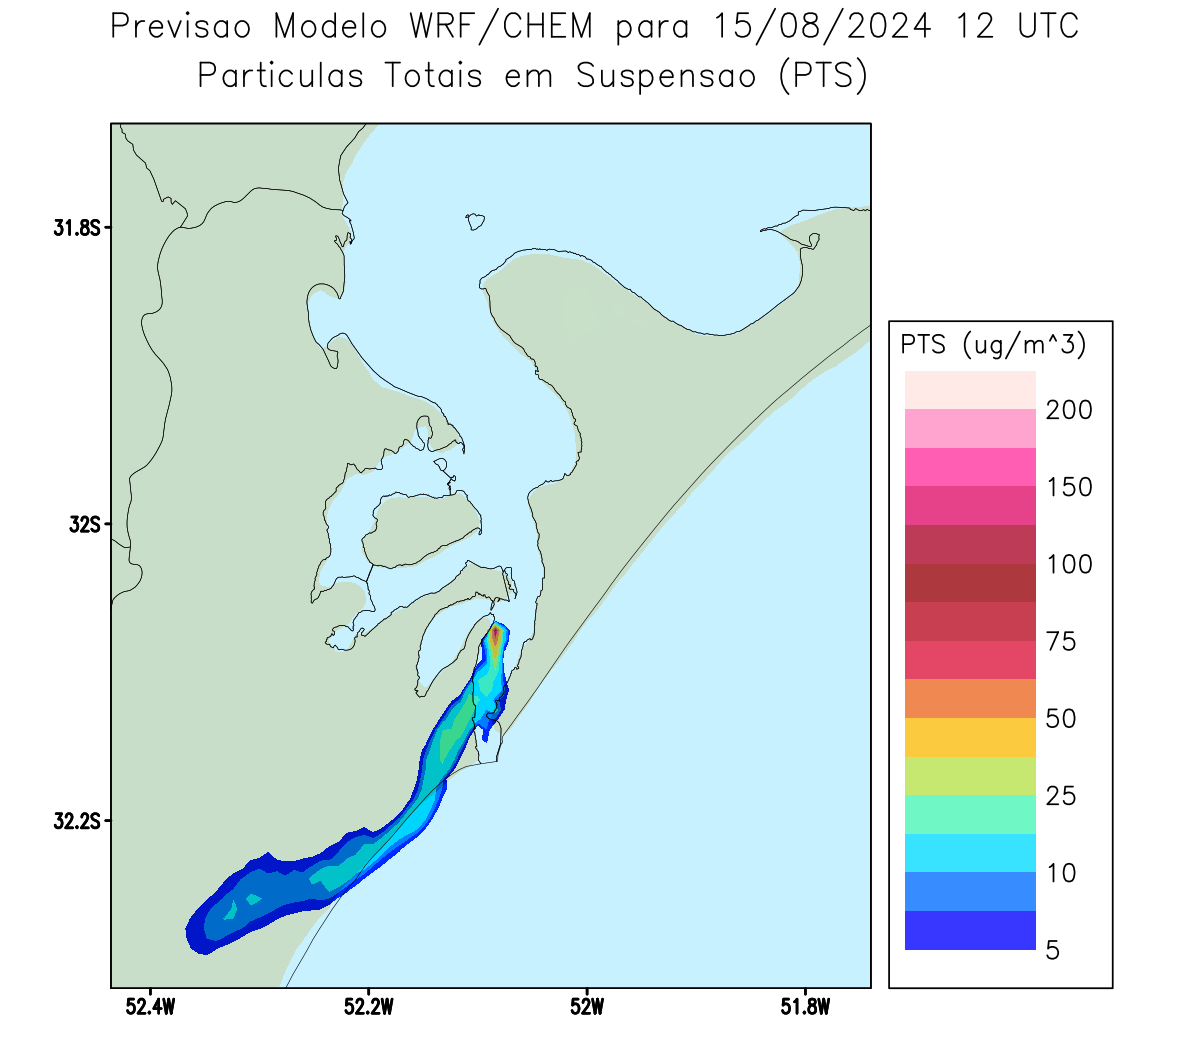 Previsao Modelo WRF/CHEM para 15/08/2024 12 UTC
Particulas Totais em Suspensao (PTS)
31.8S
32S
32.2S
52.4W
52.2W
52W
51.8W
PTS (ug/m^3)
200
150
100
75
50
25
10
5